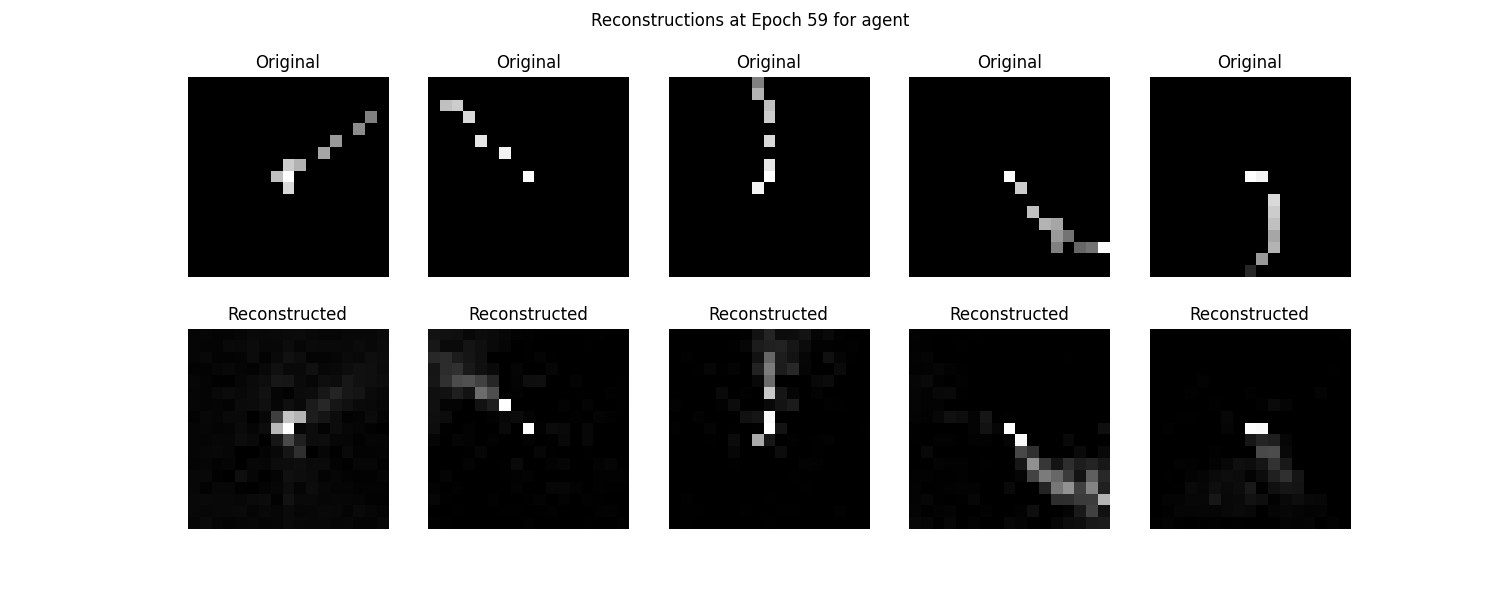 Reconstructions at Epoch 59 for agent
Original Original Original Original Original
Reconstructed Reconstructed Reconstructed Reconstructed Reconstructed